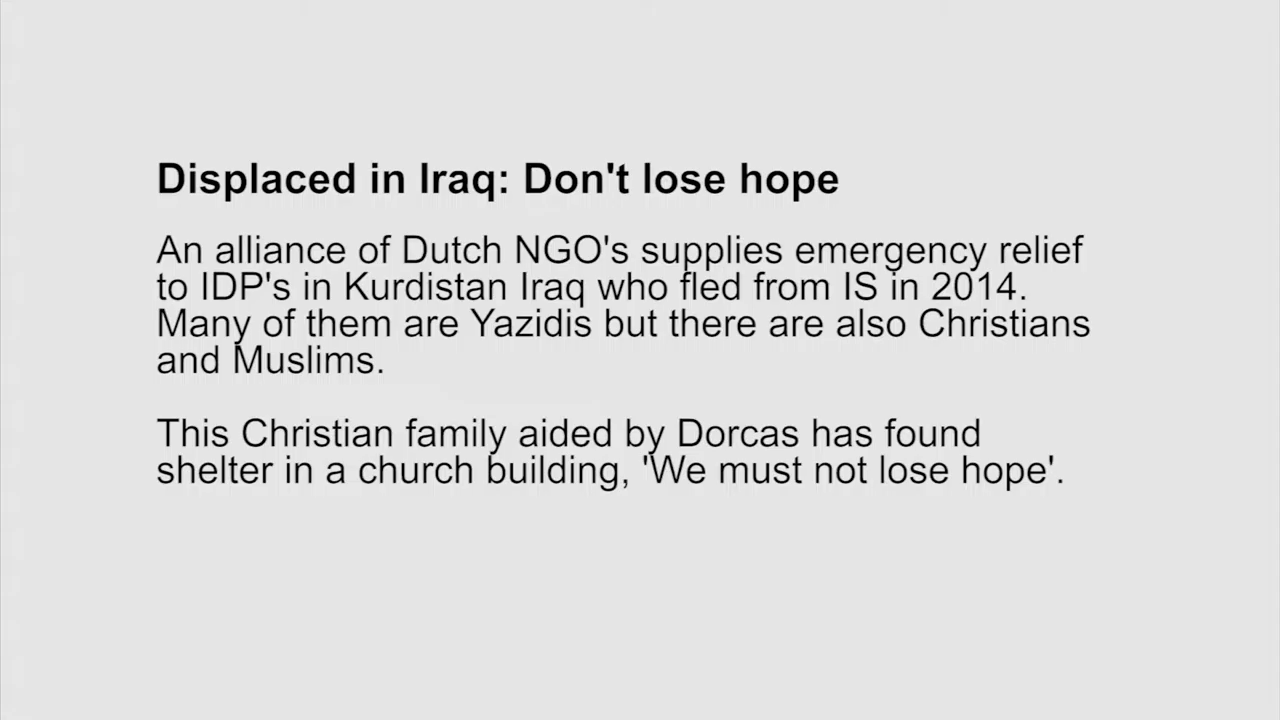 Displaced in Iraq: Don't lose hope
An alliance of Dutch NGO's supplies emergency relief
to IDP's in Kurdistan Iraq who fled from IS in 2014.
Many of them are Yazidis but there are also Christians
and Muslims.
This Christian family aided by Dorcas has found
shelter in a church building, 'We must not lose hope'.